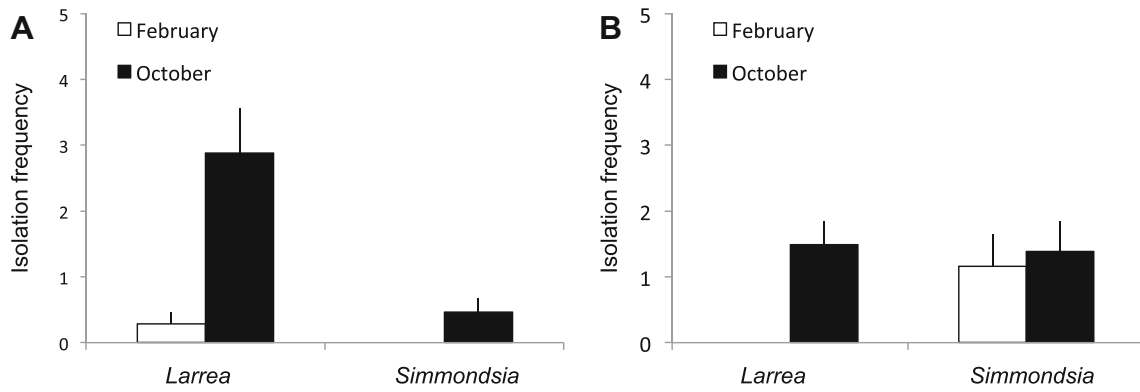 A
5
4
3
2
1
0
Isolation frequency
February
October
Larrea
Simmondsia
B
5
4
3
2
1
0
Isolation frequency
February
October
Larrea
Simmondsia